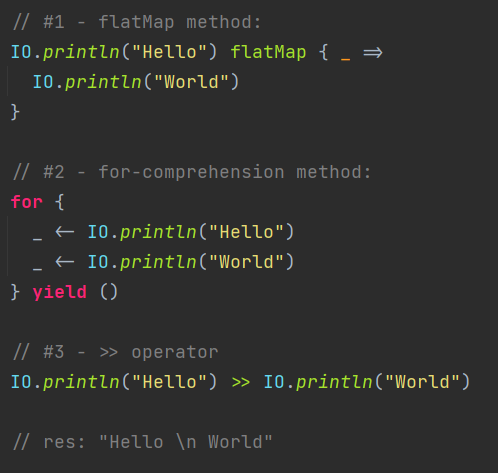 // #1 - flatMap method:
IO.println("Hello") flatMap { _ =>
  IO.println("World")
}
// #2 - for-comprehension method:
for {
  _ <- IO.println("Hello")
  _ <- IO.println("World")
} yield ()
// #3 - >> operator
IO.println("Hello") >> IO.println("World")
// res: "Hello \n World"